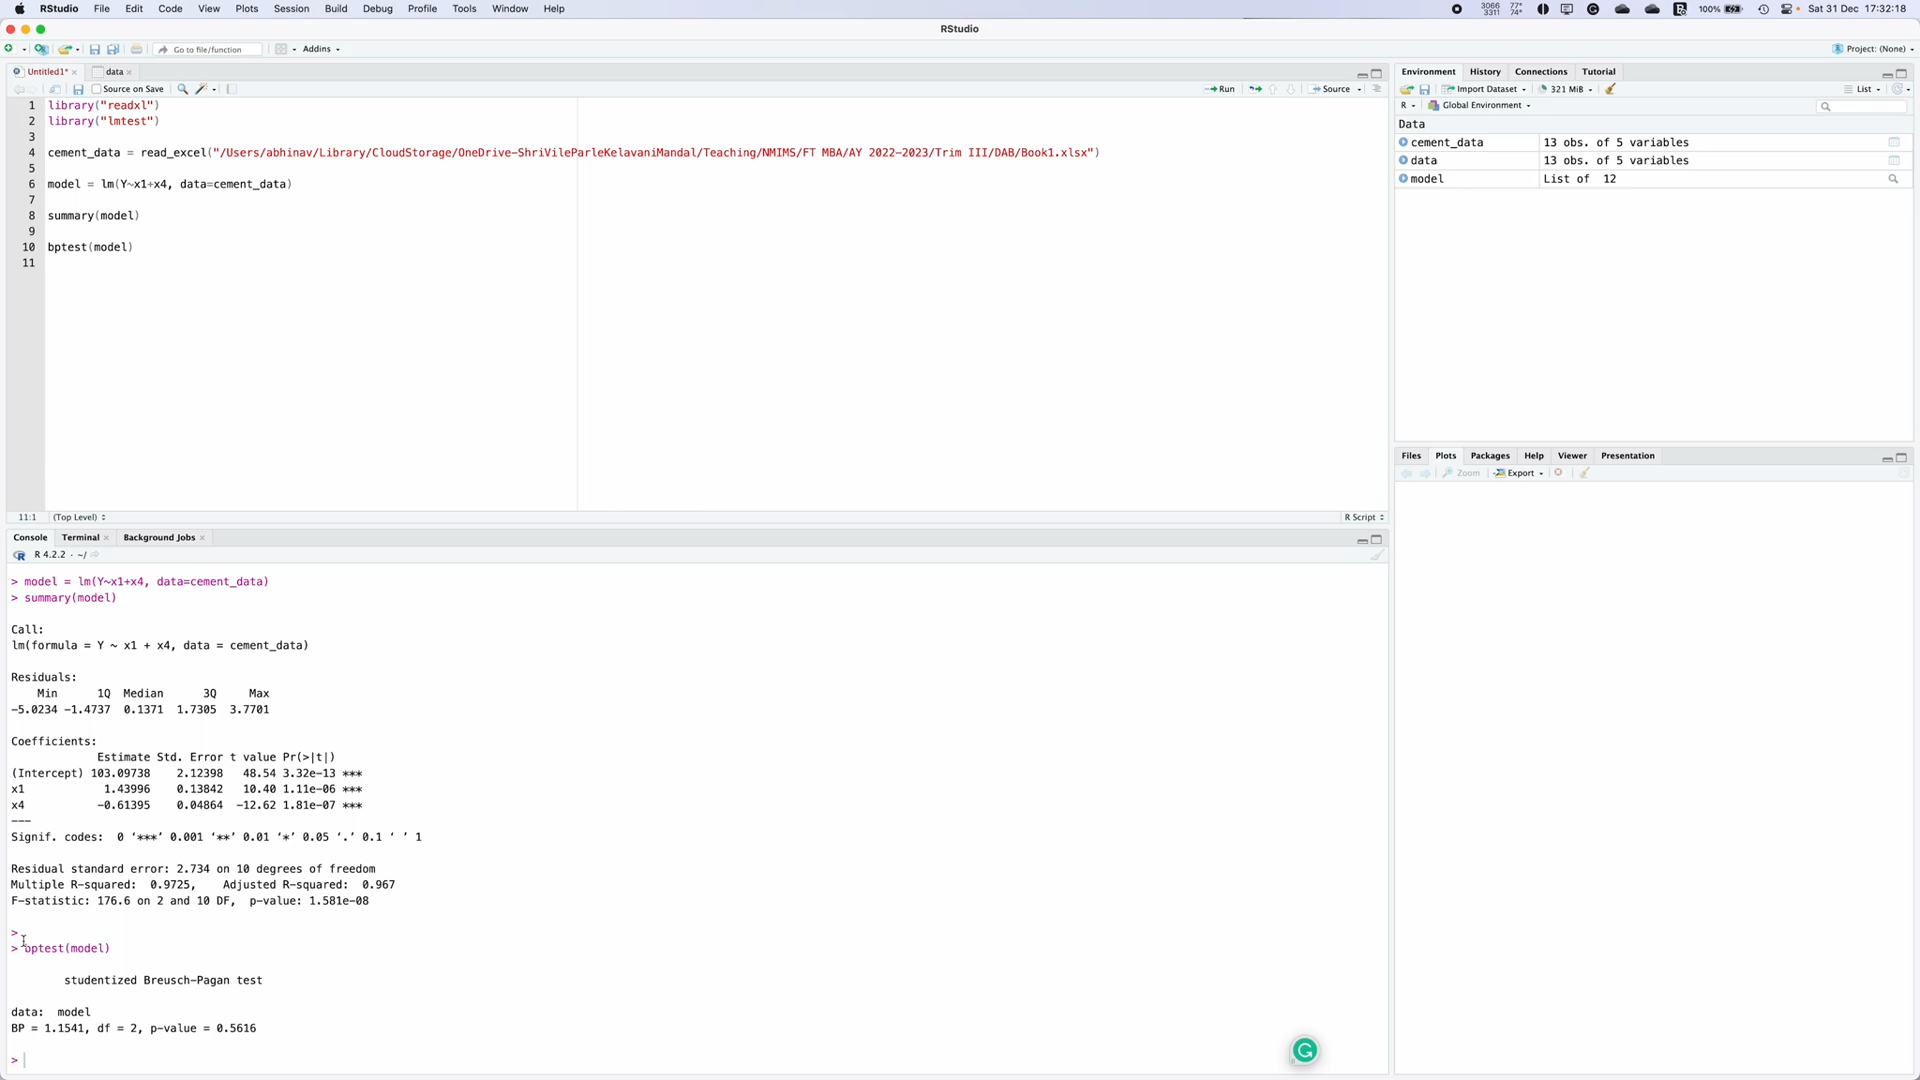 RStudio File Edit Code View Plots Session Build Debug Profile Tools Window Help 3066 3311 77° 74° 100% Sat 31 Dec 17:32:18
RStudio
Go to file/function Addins Project: (None)
Untitled1* data
Source on Save Run Source
1 library("readxl")
2 library("lmtest")
3
4 cement_data = read_excel("/Users/abhinav/Library/CloudStorage/OneDrive-ShriVileParleKelavaniMandal/Teaching/NMIMS/FT MBA/AY 2022-2023/Trim III/DAB/Book1.xlsx")
5
6 model = lm(Y~x1+x4, data=cement_data)
7
8 summary(model)
9
10 bptest(model)
11
11:1 (Top Level) R Script
Console Terminal Background Jobs
R 4.2.2 · ~/
> model = lm(Y~x1+x4, data=cement_data)
> summary(model)
Call:
lm(formula = Y ~ x1 + x4, data = cement_data)
Residuals:
Min 1Q Median 3Q Max
-5.0234 -1.4737 0.1371 1.7305 3.7701
Coefficients:
Estimate Std. Error t value Pr(>|t|)
(Intercept) 103.09738 2.12398 48.54 3.32e-13 ***
x1 1.43996 0.13842 10.40 1.11e-06 ***
x4 -0.61395 0.04864 -12.62 1.81e-07 ***
---
Signif. codes: 0 ‘***’ 0.001 ‘**’ 0.01 ‘*’ 0.05 ‘.’ 0.1 ‘ ’ 1
Residual standard error: 2.734 on 10 degrees of freedom
Multiple R-squared: 0.9725, Adjusted R-squared: 0.967
F-statistic: 176.6 on 2 and 10 DF, p-value: 1.581e-08
>
> bptest(model)
studentized Breusch-Pagan test
data: model
BP = 1.1541, df = 2, p-value = 0.5616
>
Environment History Connections Tutorial
Import Dataset 321 MiB List
R Global Environment
Data
cement_data 13 obs. of 5 variables
data 13 obs. of 5 variables
model List of 12
Files Plots Packages Help Viewer Presentation
Zoom Export